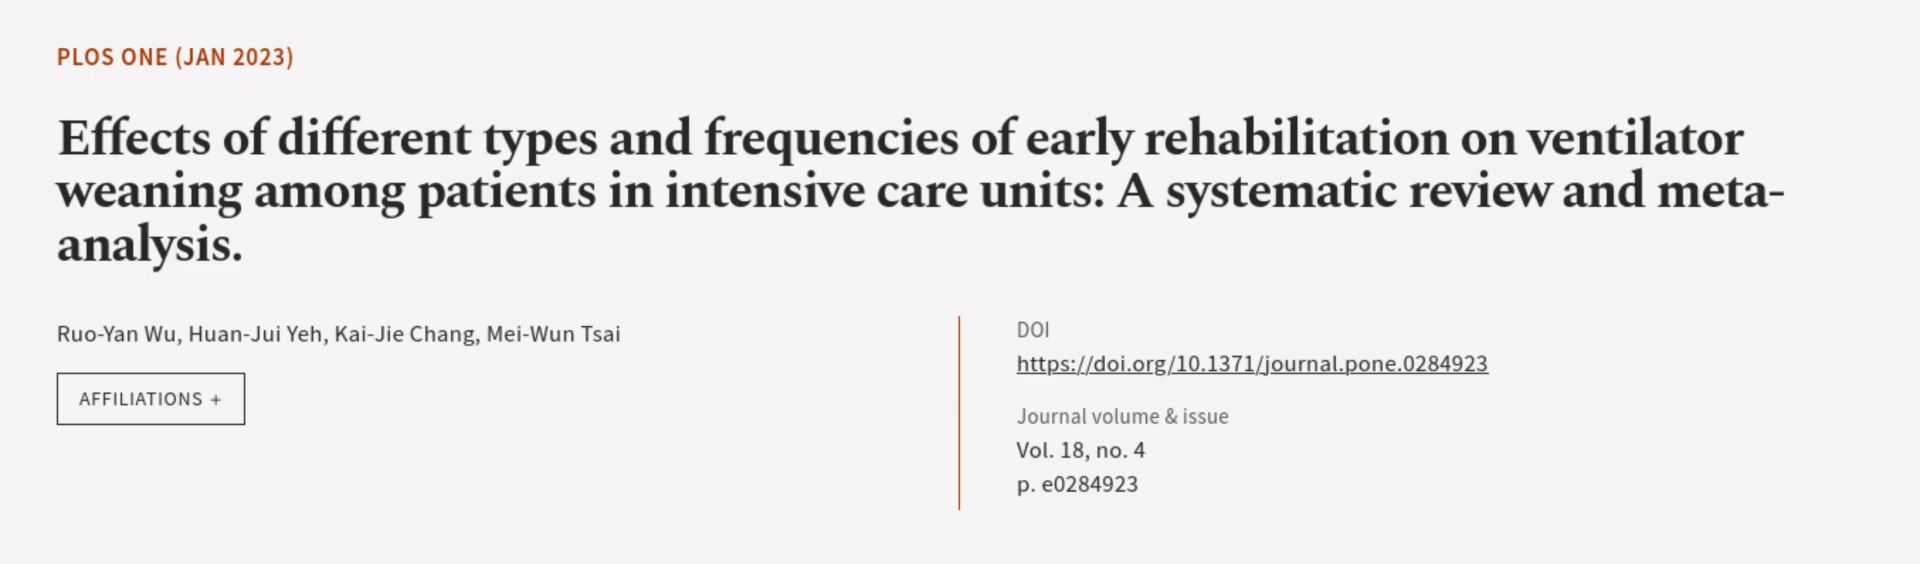 PLOS ONE (JAN 2023)
Effects of different types and frequencies of early rehabilitation on ventilator
weaning among patients in intensive care units: A systematic review and meta-
analysis.
Ruo-Yan Wu, Huan-Jui Yeh, Kai-Jie Chang, Mei-Wun Tsai
AFFILIATIONS +
DOI
https://doi.org/10.1371/journal.pone.0284923
Journal volume & issue
Vol. 18, no. 4
p. e0284923